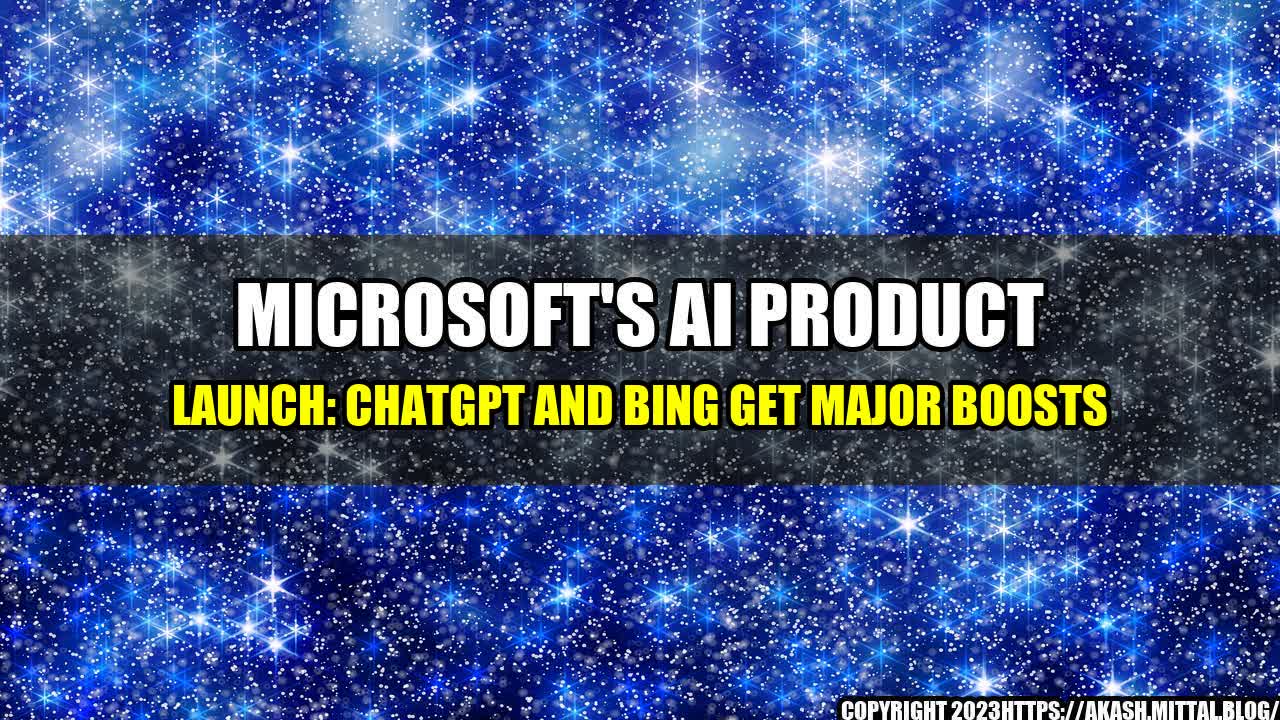 MICROSOFT'S AI PRODUCT
LAUNCH: CHATGPT AND BING GET MAJOR BOOSTS
COPYRIGHT 2023HTTPS://AKASH.MITTAL.BLOG/